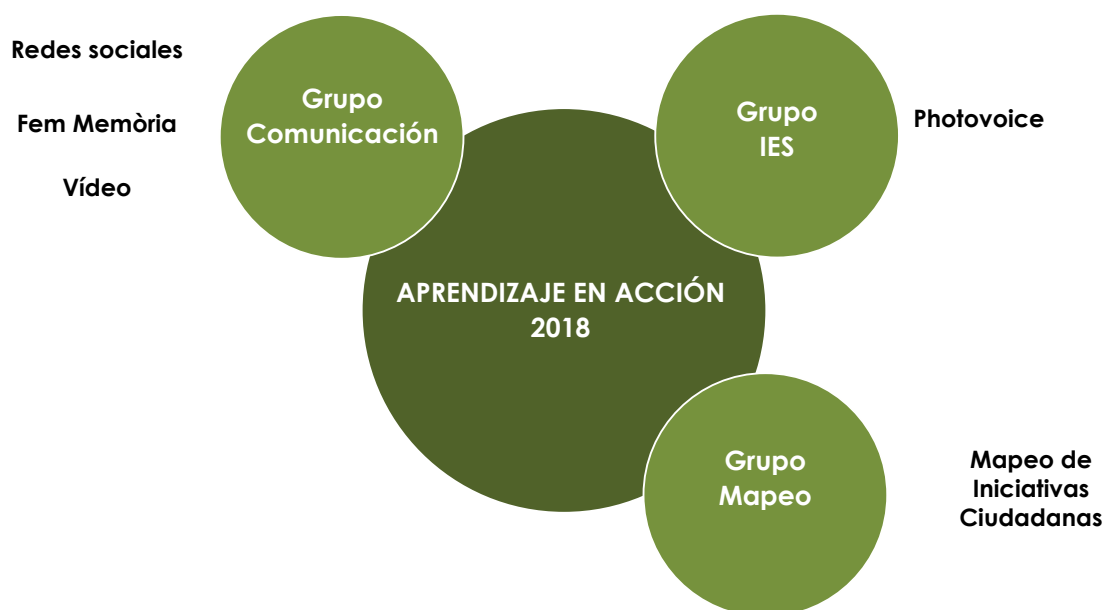 Redes sociales
Fem Memòria
Vídeo
Grupo
Comunicación
Grupo
IES
Photovoice
APRENDIZAJE EN ACCIÓN
2018
Grupo
Mapeo
Mapeo de
Iniciativas
Ciudadanas